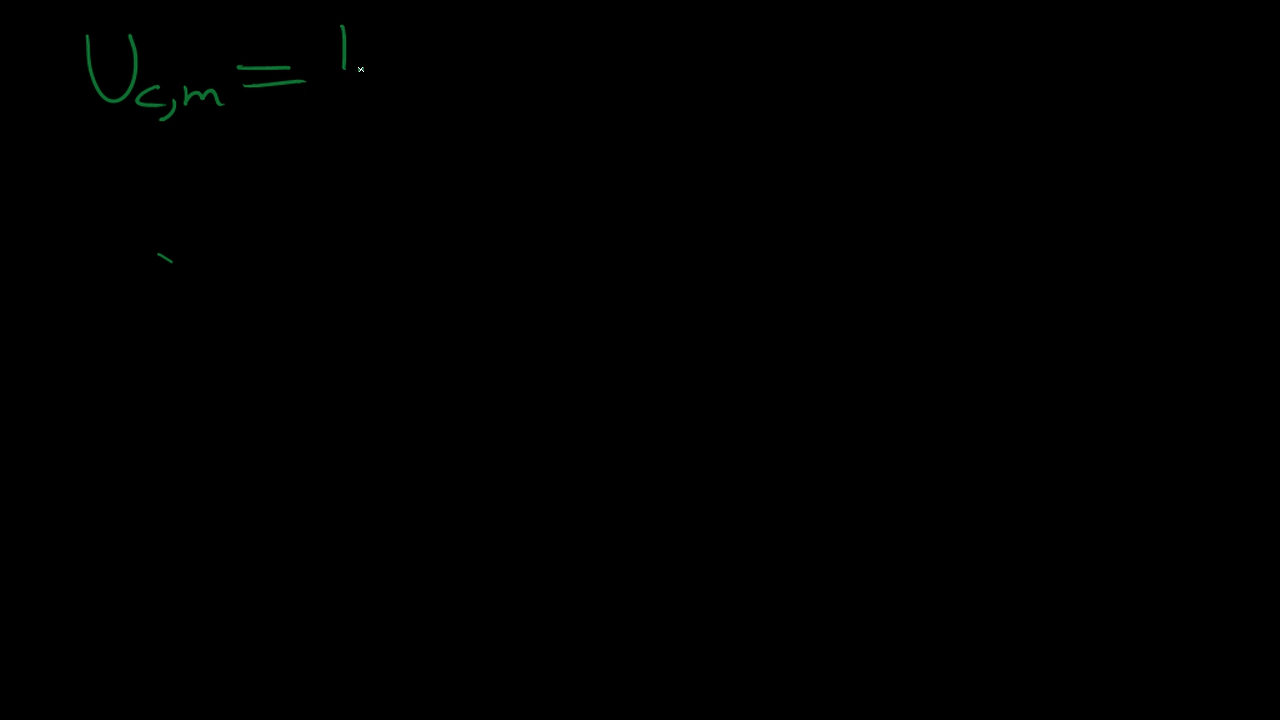 U_{c,m} = 1